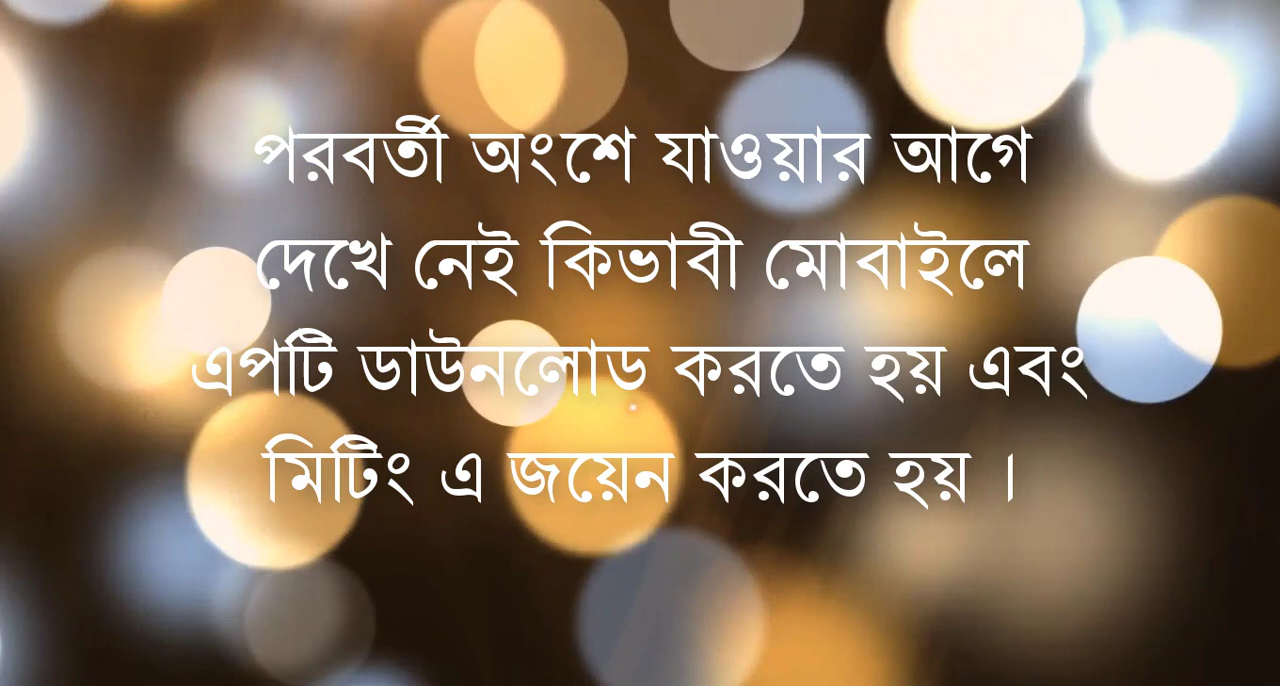 পরবর্তী অংশে যাওয়ার আগে
দেখে নেই কিভাবী মোবাইলে
এপটি ডাউনলোড করতে হয় এবং
মিটিং এ জয়েন করতে হয় ।